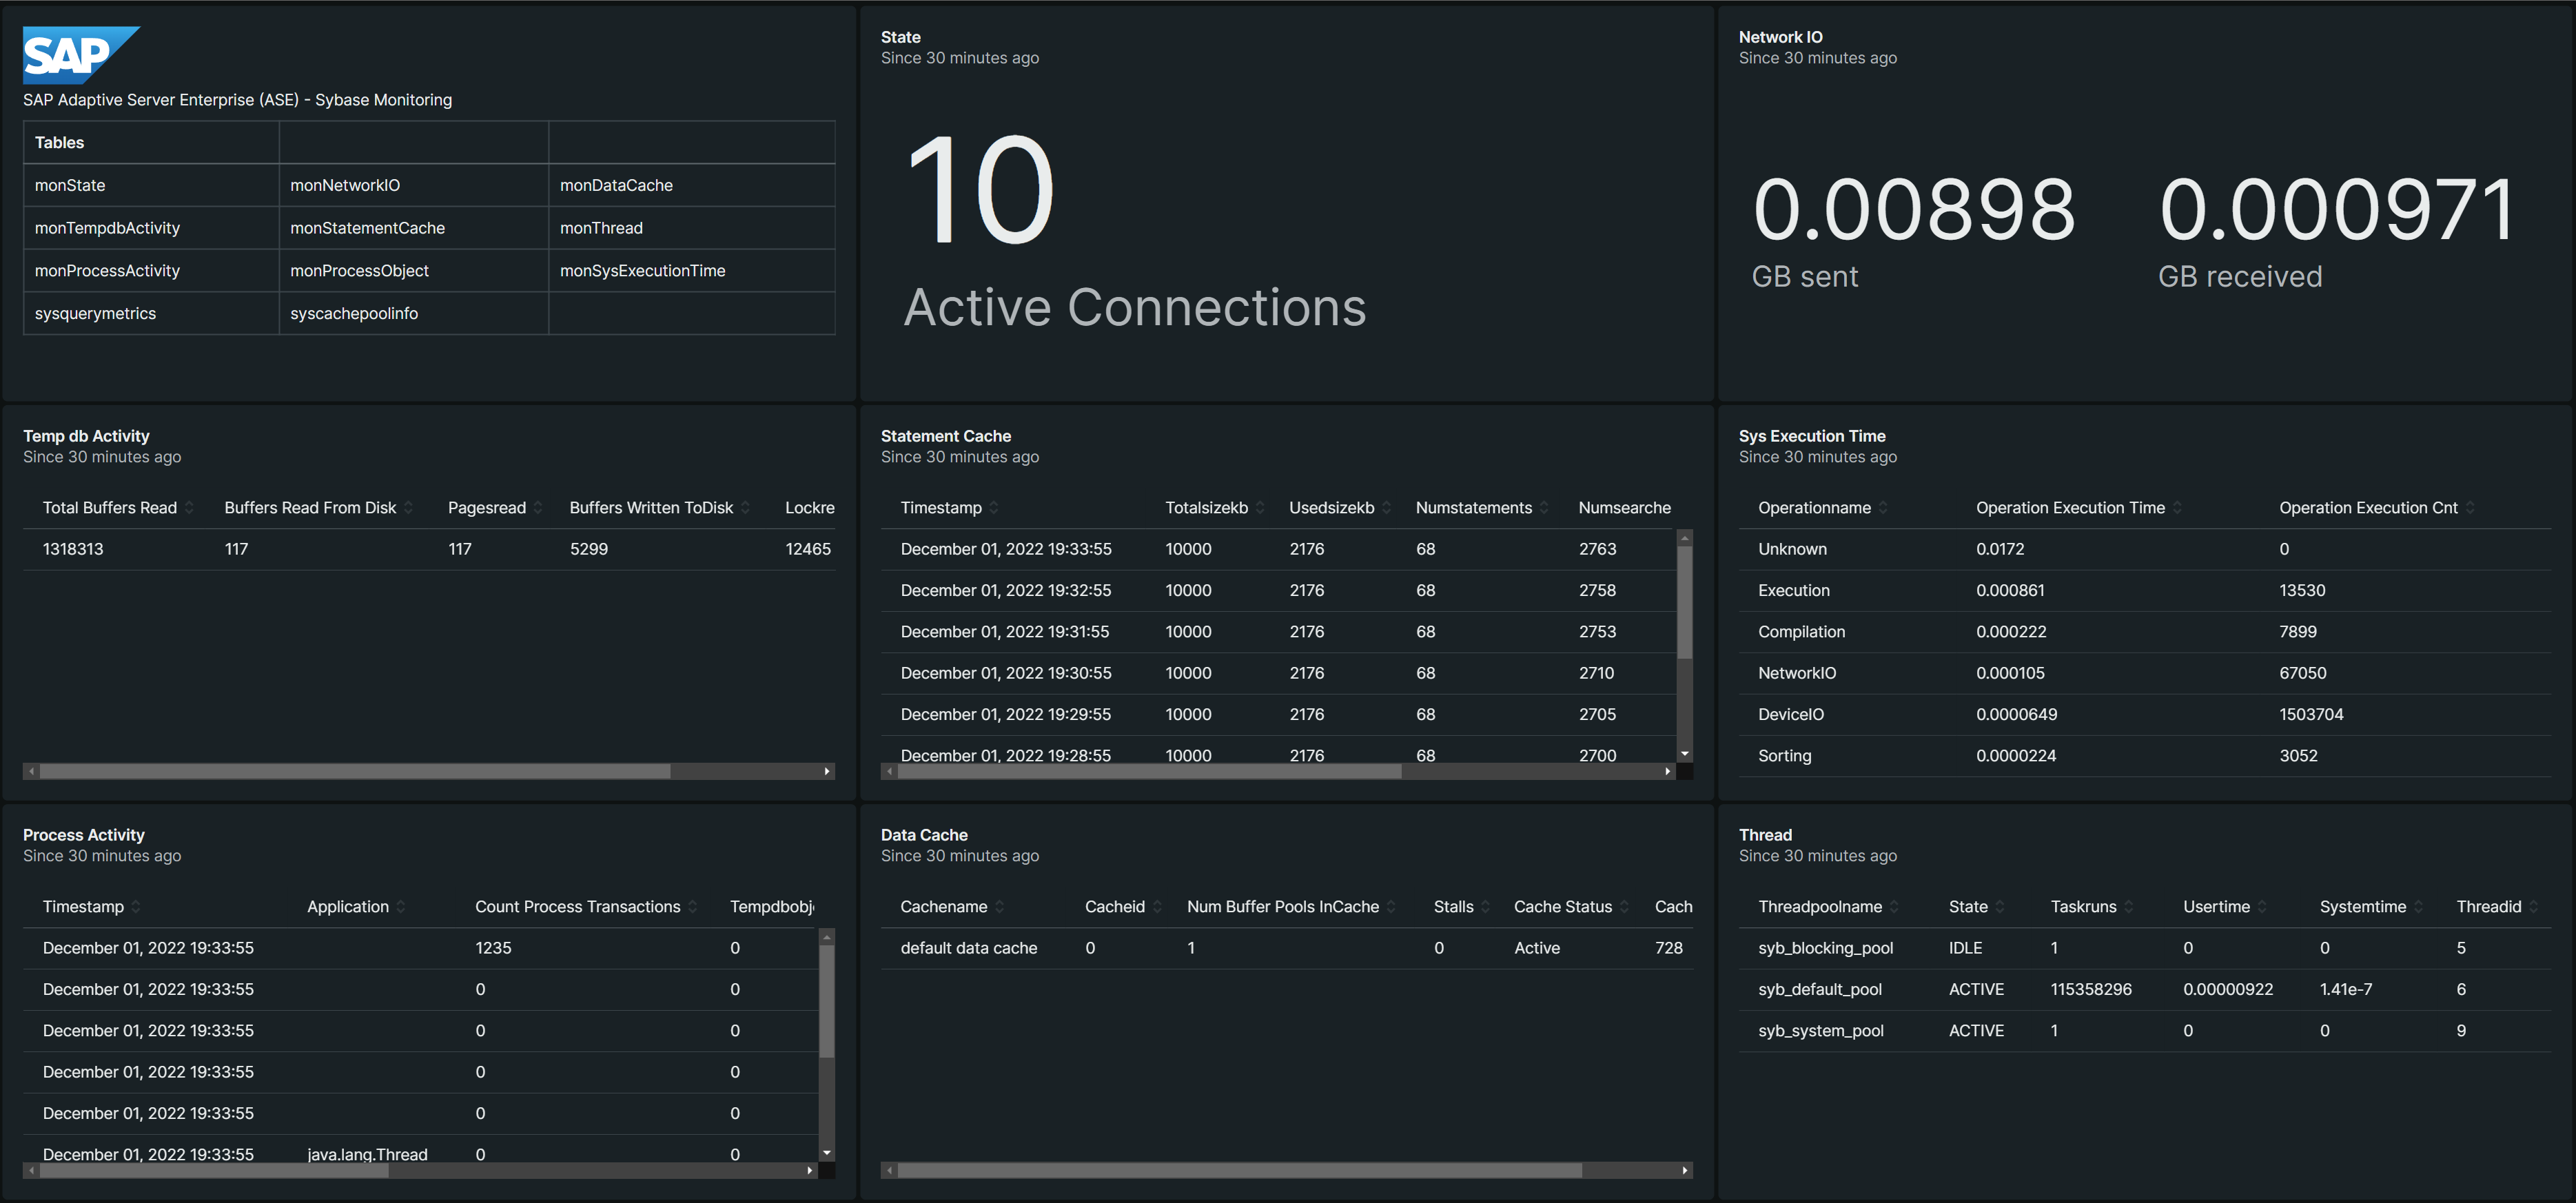 SAP
SAP Adaptive Server Enterprise (ASE) - Sybase Monitoring
Tables
monState monNetworkIO monDataCache
monTempdbActivity monStatementCache monThread
monProcessActivity monProcessObject monSysExecutionTime
sysquerymetrics syscachepoolinfo
State
Since 30 minutes ago
10
Active Connections
Network IO
Since 30 minutes ago
0.00898 0.000971
GB sent GB received
Temp db Activity
Since 30 minutes ago
Total Buffers Read Buffers Read From Disk Pagesread Buffers Written ToDisk Lockre
1318313 117 117 5299 12465
Statement Cache
Since 30 minutes ago
Timestamp Totalsizekb Usedsizekb Numstatements Numsearche
December 01, 2022 19:33:55 10000 2176 68 2763
December 01, 2022 19:32:55 10000 2176 68 2758
December 01, 2022 19:31:55 10000 2176 68 2753
December 01, 2022 19:30:55 10000 2176 68 2710
December 01, 2022 19:29:55 10000 2176 68 2705
December 01, 2022 19:28:55 10000 2176 68 2700
Sys Execution Time
Since 30 minutes ago
Operationname Operation Execution Time Operation Execution Cnt
Unknown 0.0172 0
Execution 0.000861 13530
Compilation 0.000222 7899
NetworkIO 0.000105 67050
DeviceIO 0.0000649 1503704
Sorting 0.0000224 3052
Process Activity
Since 30 minutes ago
Timestamp Application Count Process Transactions Tempdbobj
December 01, 2022 19:33:55 1235 0
December 01, 2022 19:33:55 0 0
December 01, 2022 19:33:55 0 0
December 01, 2022 19:33:55 0 0
December 01, 2022 19:33:55 0 0
December 01, 2022 19:33:55 java.lang.Thread 0 0
Data Cache
Since 30 minutes ago
Cachename Cacheid Num Buffer Pools InCache Stalls Cache Status Cach
default data cache 0 1 0 Active 728
Thread
Since 30 minutes ago
Threadpoolname State Taskruns Usertime Systemtime Threadid
syb_blocking_pool IDLE 1 0 0 5
syb_default_pool ACTIVE 115358296 0.00000922 1.41e-7 6
syb_system_pool ACTIVE 1 0 0 9